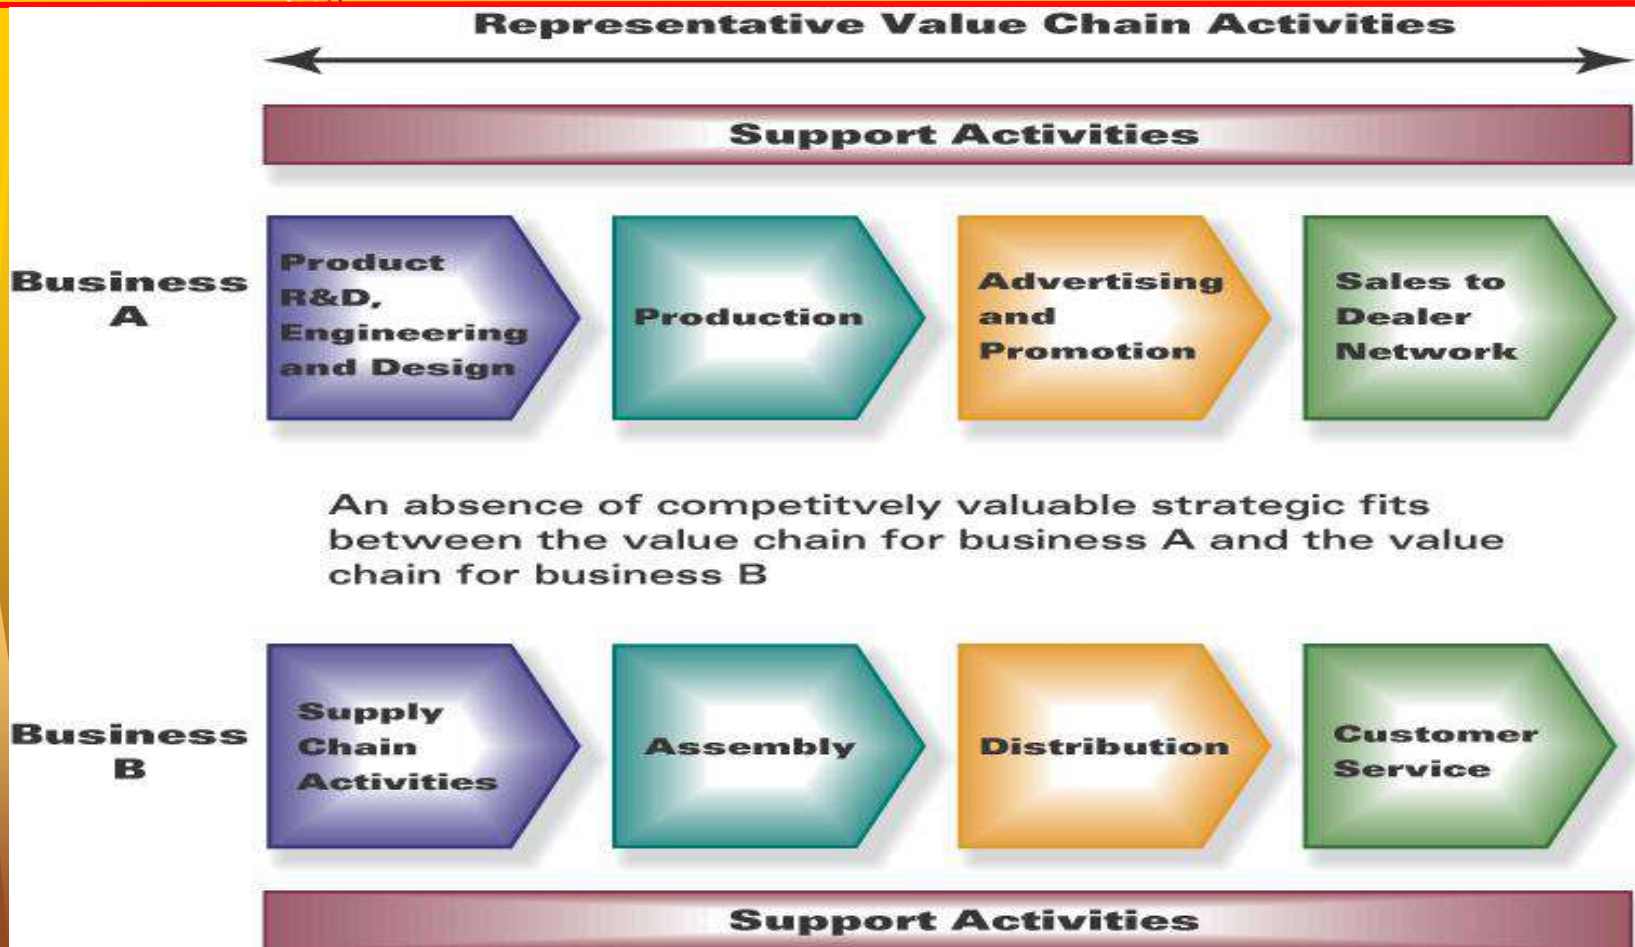 Representative Value Chain Activities
Support Activities
Business
A
Product
R&D,
Engineering
and Design
Production
Advertising
and
Promotion
Sales to
Dealer
Network
An absence of competitvely valuable strategic fits
between the value chain for business A and the value
chain for business B
Business
B
Supply
Chain
Activities
Assembly
Distribution
Customer
Service
Support Activities